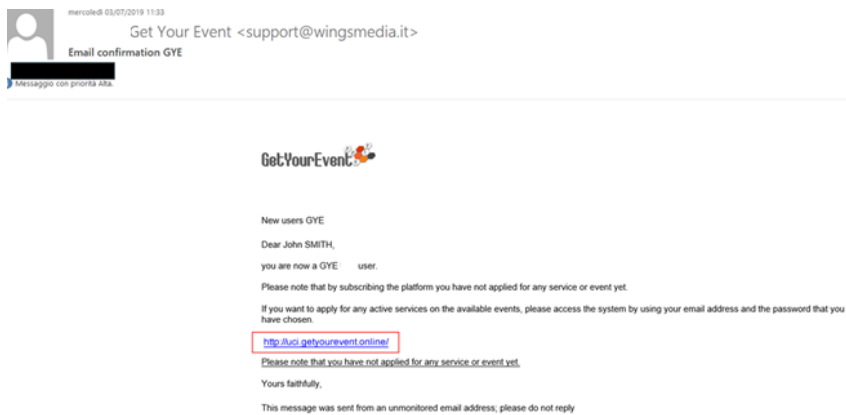 mercoledì 03/07/2019 11:33
Get Your Event <support@wingsmedia.it>
Email confirmation GYE
Messaggio con priorità Alta.
GetYourEvent
New users GYE
Dear John SMITH,
you are now a GYE user.
Please note that by subscribing the platform you have not applied for any service or event yet.
If you want to apply for any active services on the available events, please access the system by using your email address and the password that you
have chosen.
http://uci.getyourevent.online/
Please note that you have not applied for any service or event yet.
Yours faithfully,
This message was sent from an unmonitored email address; please do not reply